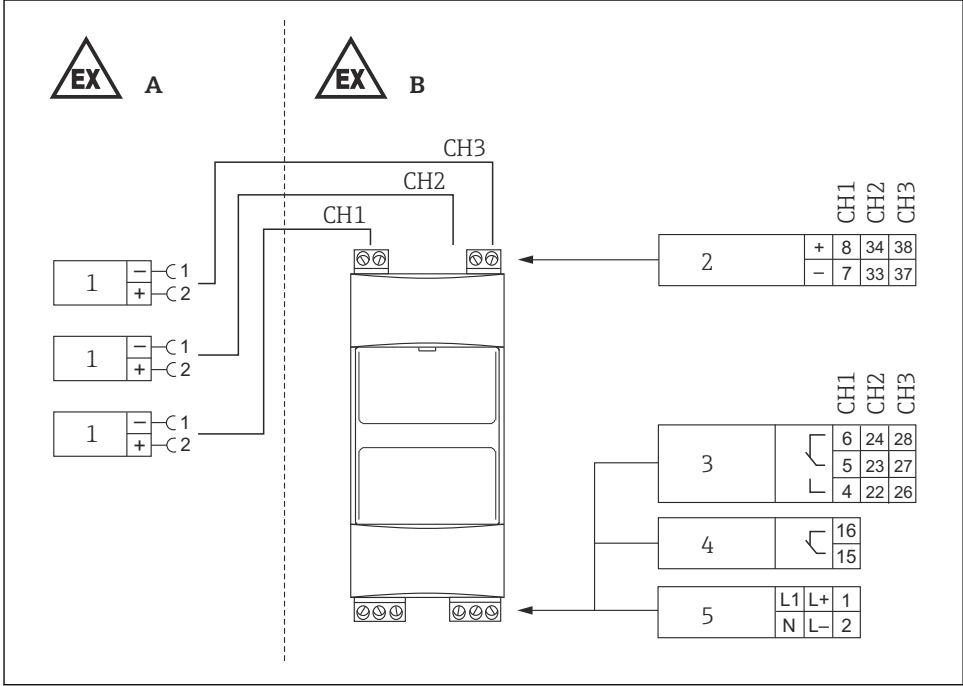 EX A
EX B
CH3
CH2
CH1
CH1 CH2 CH3
2 + 8 34 38
– 7 33 37
1 – 1
+ 2
1 – 1
+ 2
1 – 1
+ 2
CH1 CH2 CH3
3 6 24 28
5 23 27
4 22 26
4 16
15
5 L1 L+ 1
N L– 2